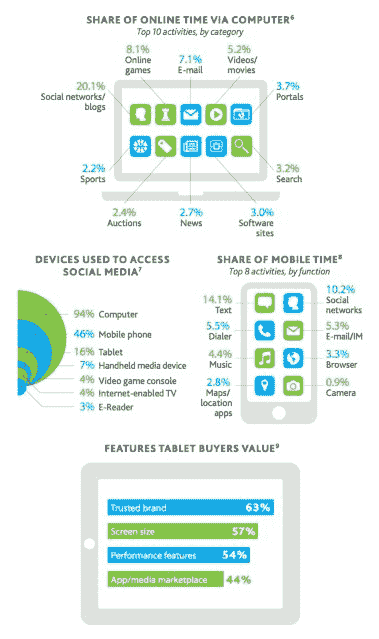 SHARE OF ONLINE TIME VIA COMPUTER⁶
Top 10 activities, by category
8.1%
Online
games
7.1%
E-mail
5.2%
Videos/
movies
20.1%
Social networks/
blogs
3.7%
Portals
2.2%
Sports
3.2%
Search
2.4%
Auctions
2.7%
News
3.0%
Software
sites
DEVICES USED TO ACCESS
SOCIAL MEDIA⁷
94% Computer
46% Mobile phone
16% Tablet
7% Handheld media device
4% Video game console
4% Internet-enabled TV
3% E-Reader
SHARE OF MOBILE TIME⁸
Top 8 activities, by function
14.1%
Text
10.2%
Social
networks
5.5%
Dialer
5.3%
E-mail/IM
4.4%
Music
3.3%
Browser
2.8%
Maps/
location
apps
0.9%
Camera
FEATURES TABLET BUYERS VALUE⁹
Trusted brand 63%
Screen size 57%
Performance features 54%
App/media marketplace 44%